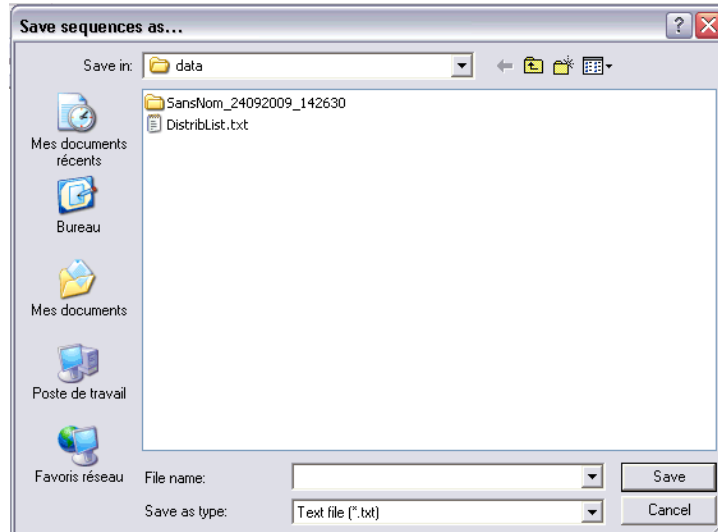 Save sequences as...
Save in:
data
SansNom_24092009_142630
DistribList.txt
Mes documents
récents
Bureau
Mes documents
Poste de travail
Favoris réseau
File name:
Save
Save as type:
Text file (*.txt)
Cancel